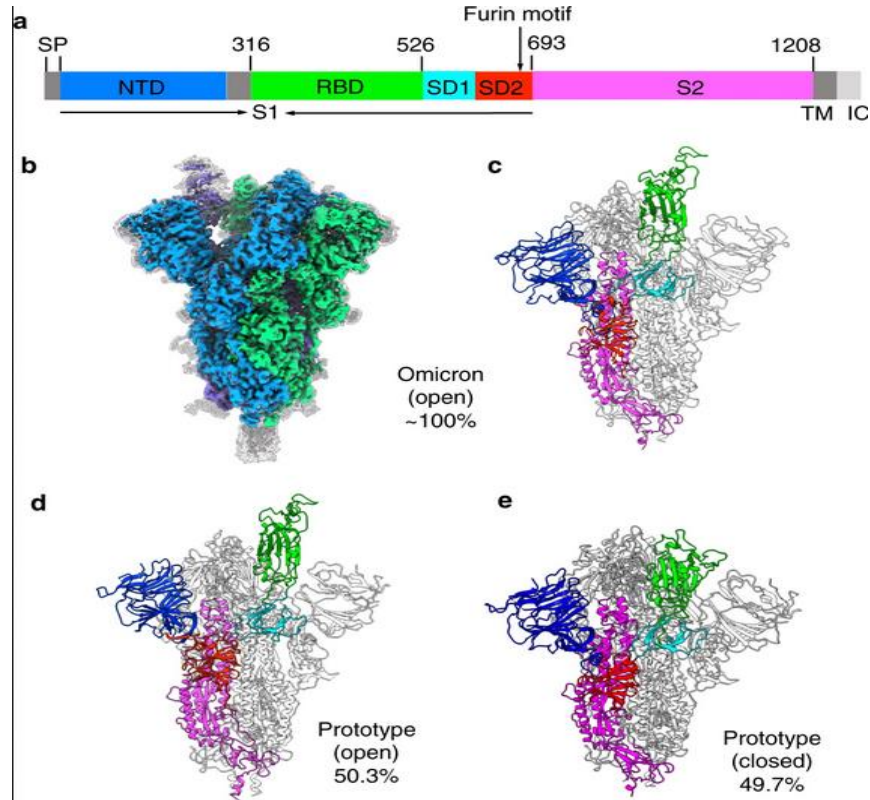 a
Furin motif
SP 316 526 693 1208
NTD RBD SD1 SD2 S2
S1 TM IC
b
c
Omicron
(open)
~100%
d
e
Prototype
(open)
50.3%
Prototype
(closed)
49.7%